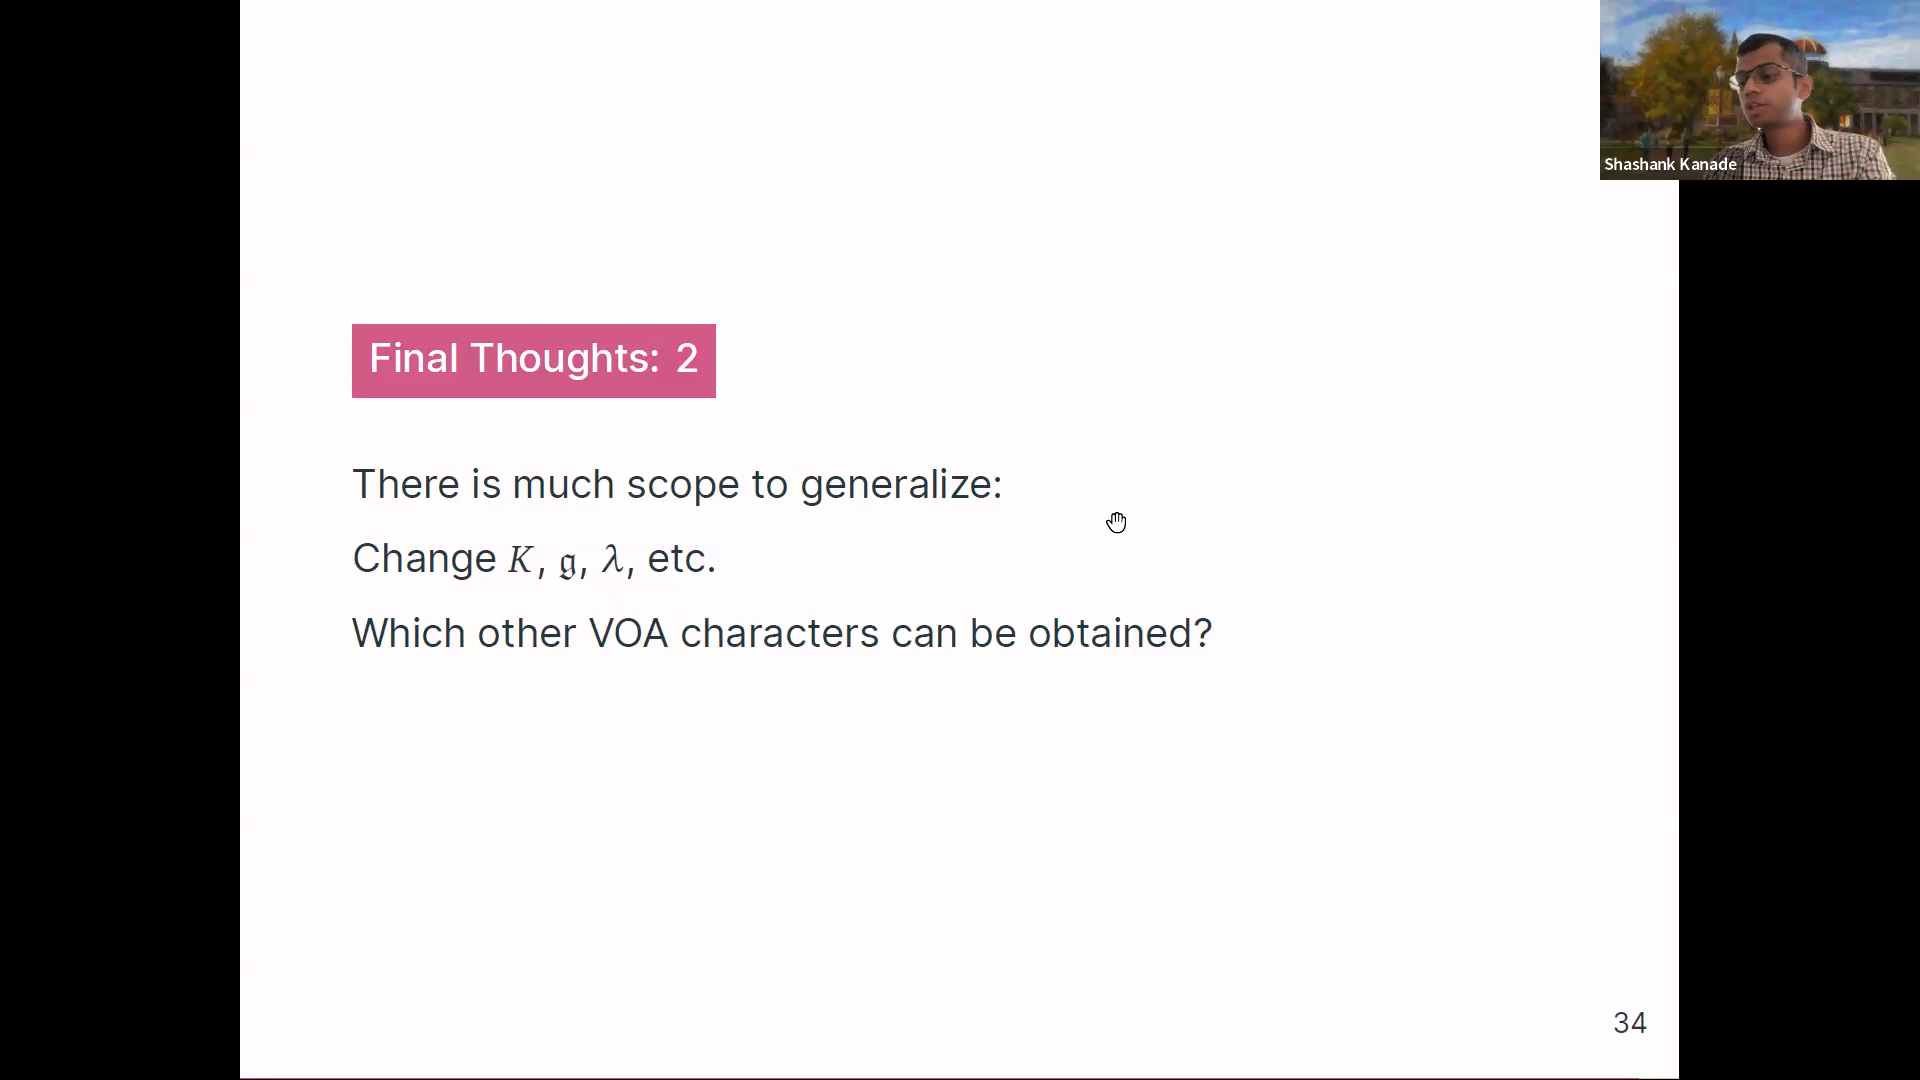 Shashank Kanade
Final Thoughts: 2
There is much scope to generalize:
Change K, 𝔤, λ, etc.
Which other VOA characters can be obtained?
34